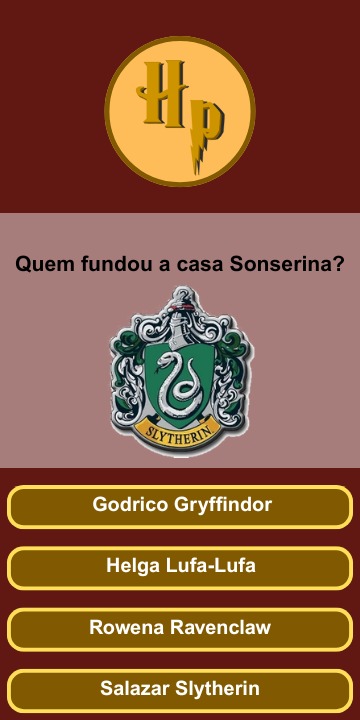 HP
Quem fundou a casa Sonserina?
SLYTHERIN
Godrico Gryffindor
Helga Lufa-Lufa
Rowena Ravenclaw
Salazar Slytherin